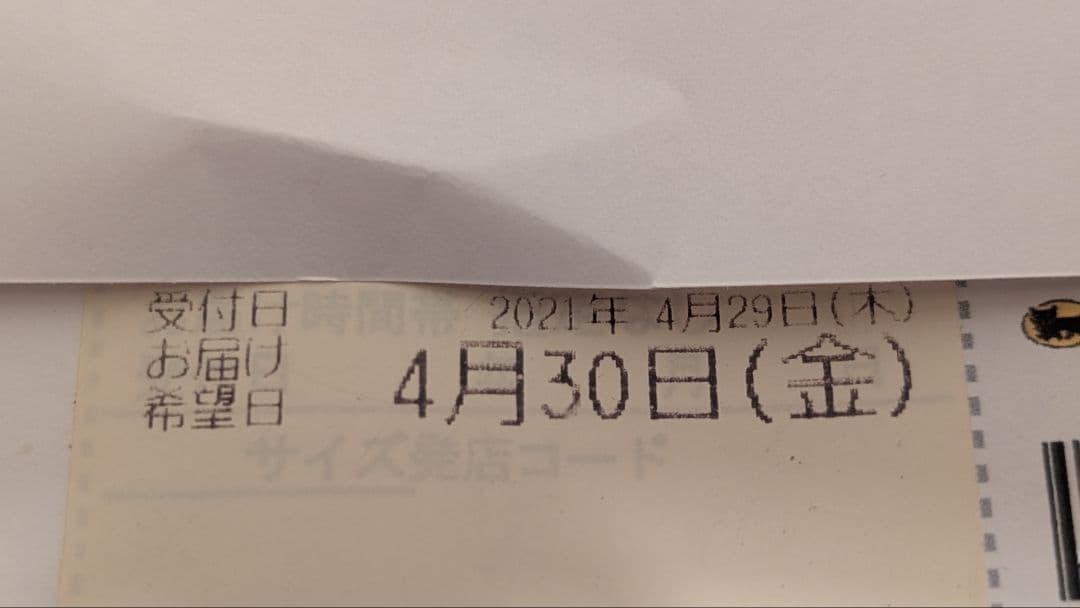 受付日 2021年 4月29日(木)
お届け
希望日 4月30日(金)
時間帯
サイズ発店コード